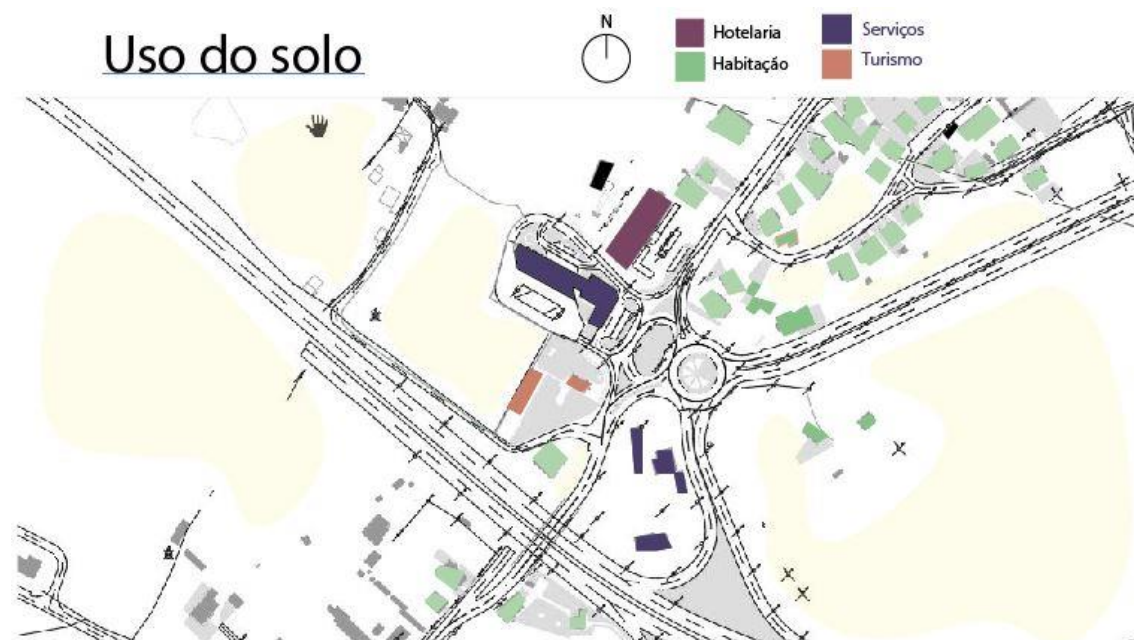 Uso do solo
N
Hotelaria
Habitação
Serviços
Turismo